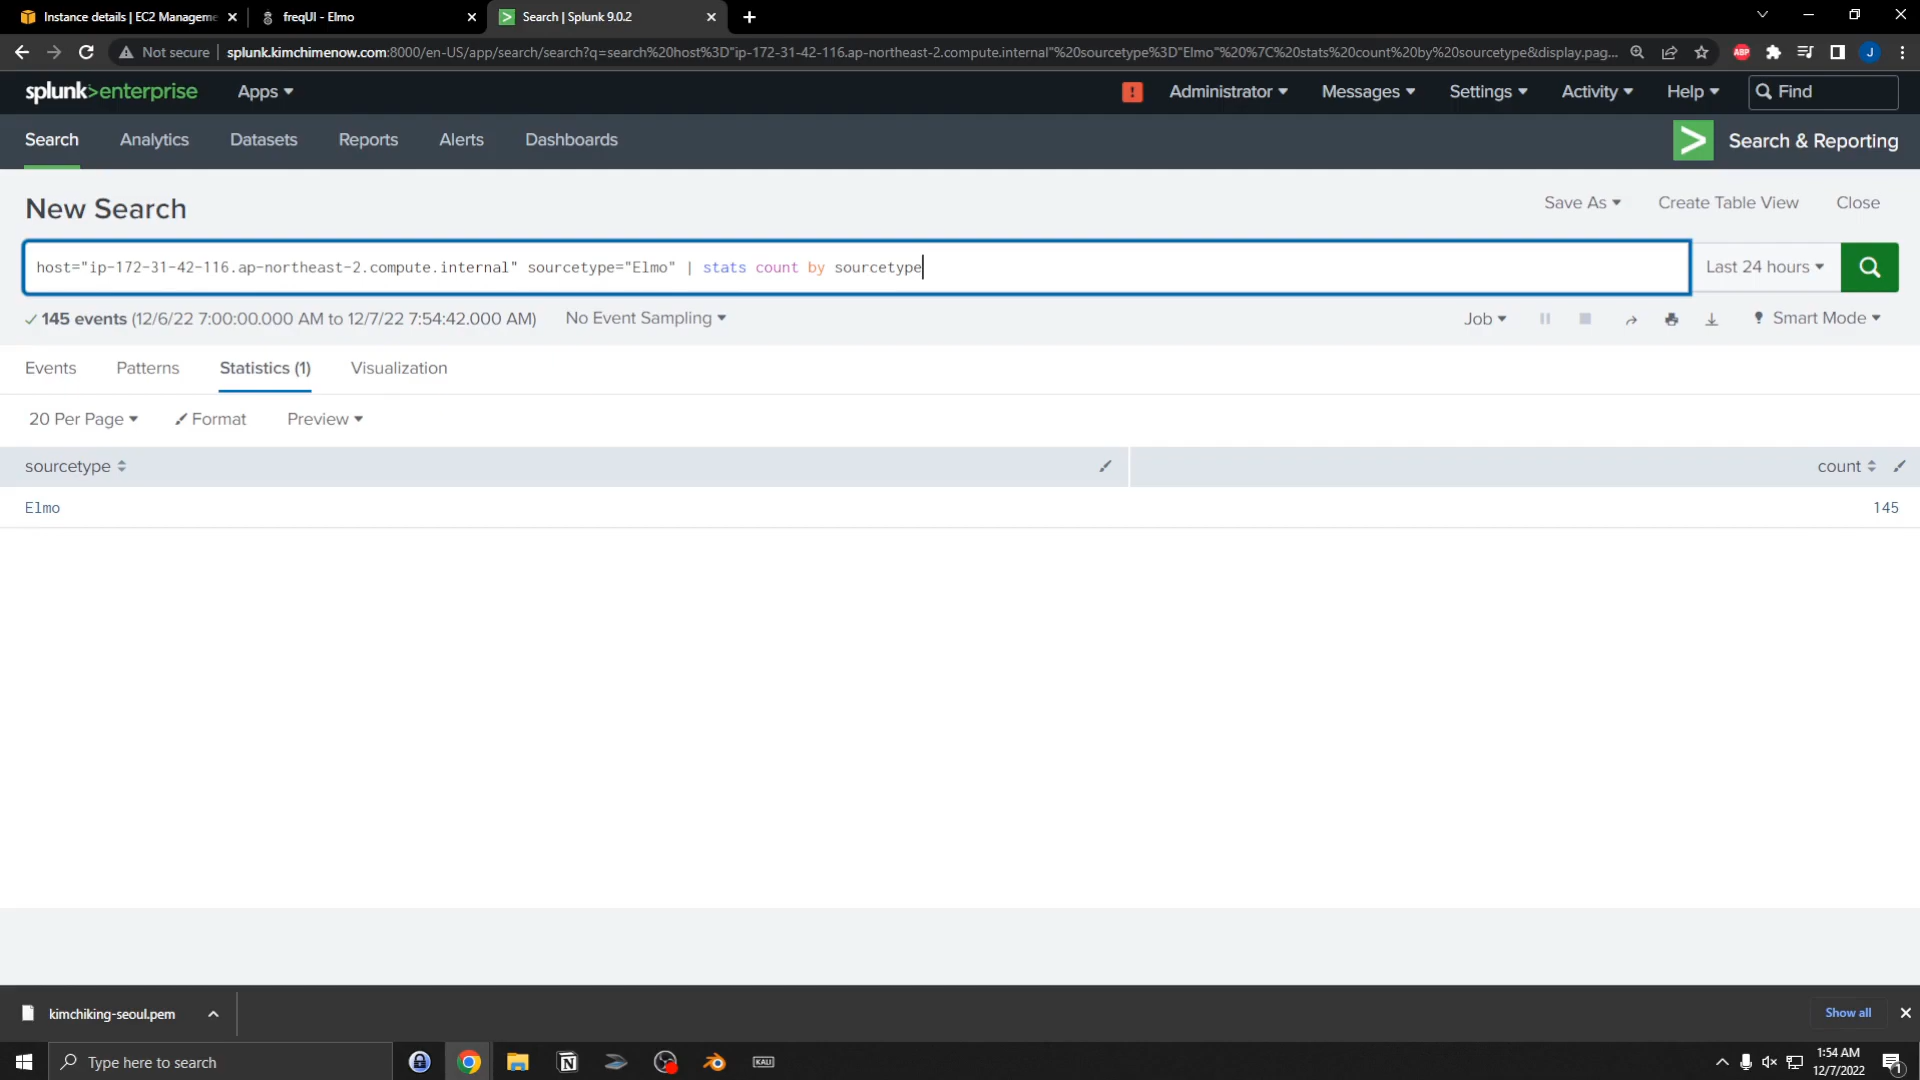 Instance details | EC2 Manageme
freqUI - Elmo
Search | Splunk 9.0.2
Not secure
splunk.kimchimenow.com:8000/en-US/app/search/search?q=search%20host%3D"ip-172-31-42-116.ap-northeast-2.compute.internal"%20sourcetype%3D"Elmo"%20%7C%20stats%20count%20by%20sourcetype&display.pag...
ABP
J
splunk>enterprise
Apps
!
Administrator
Messages
Settings
Activity
Help
Find
Search
Analytics
Datasets
Reports
Alerts
Dashboards
Search & Reporting
New Search
Save As
Create Table View
Close
host="ip-172-31-42-116.ap-northeast-2.compute.internal" sourcetype="Elmo" | stats count by sourcetype
Last 24 hours
145 events (12/6/22 7:00:00.000 AM to 12/7/22 7:54:42.000 AM)
No Event Sampling
Job
Smart Mode
Events
Patterns
Statistics (1)
Visualization
20 Per Page
Format
Preview
sourcetype
count
Elmo
145
kimchiking-seoul.pem
Show all
Type here to search
KALI
1:54 AM
12/7/2022
1